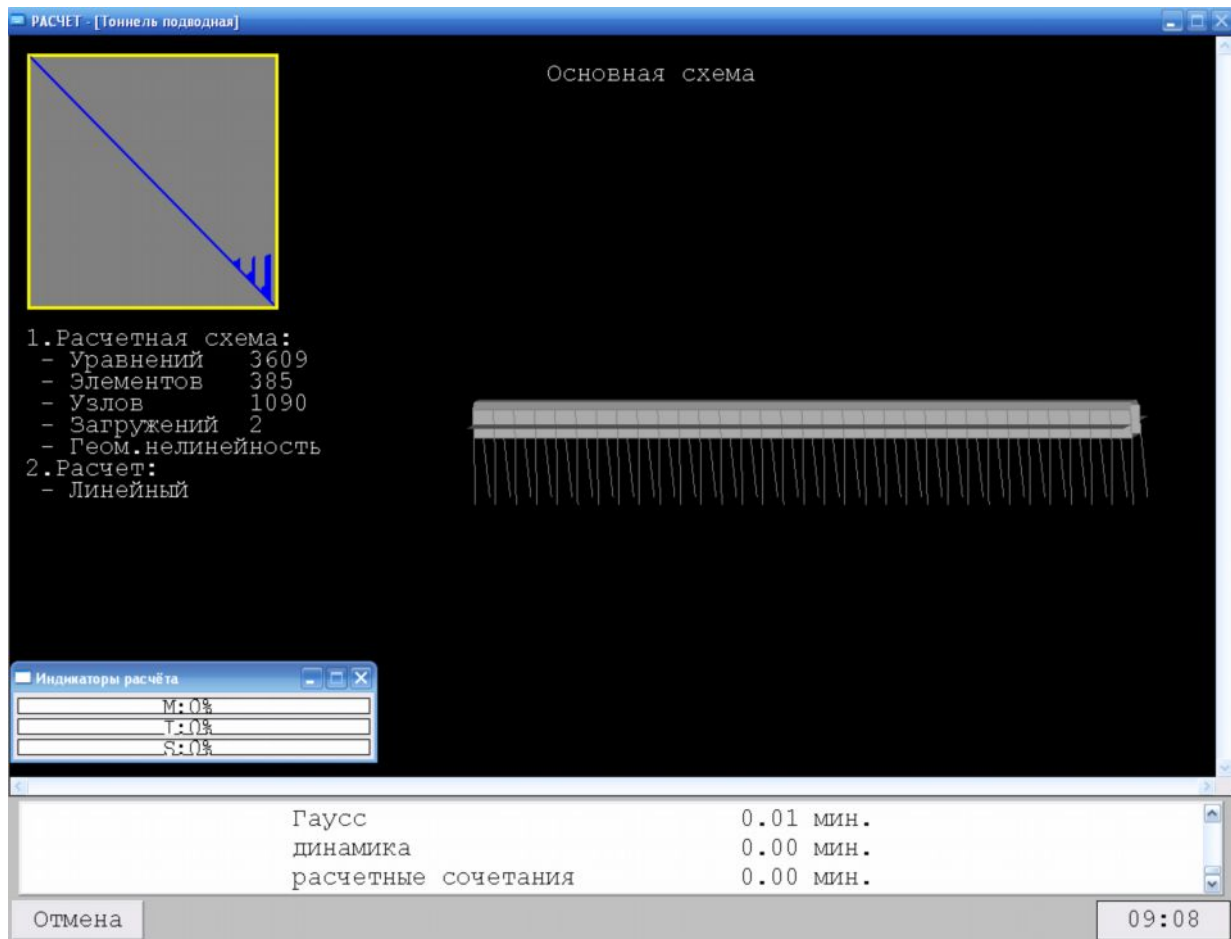 РАСЧЕТ - [Тоннель подводная]
Основная схема
1.Расчетная схема:
- Уравнений 3609
- Элементов 385
- Узлов 1090
- Загружений 2
- Геом.нелинейность
2.Расчет:
- Линейный
Индикаторы расчёта
M:0%
T:0%
S:0%
Гаусс 0.01 мин.
динамика 0.00 мин.
расчетные сочетания 0.00 мин.
Отмена 09:08